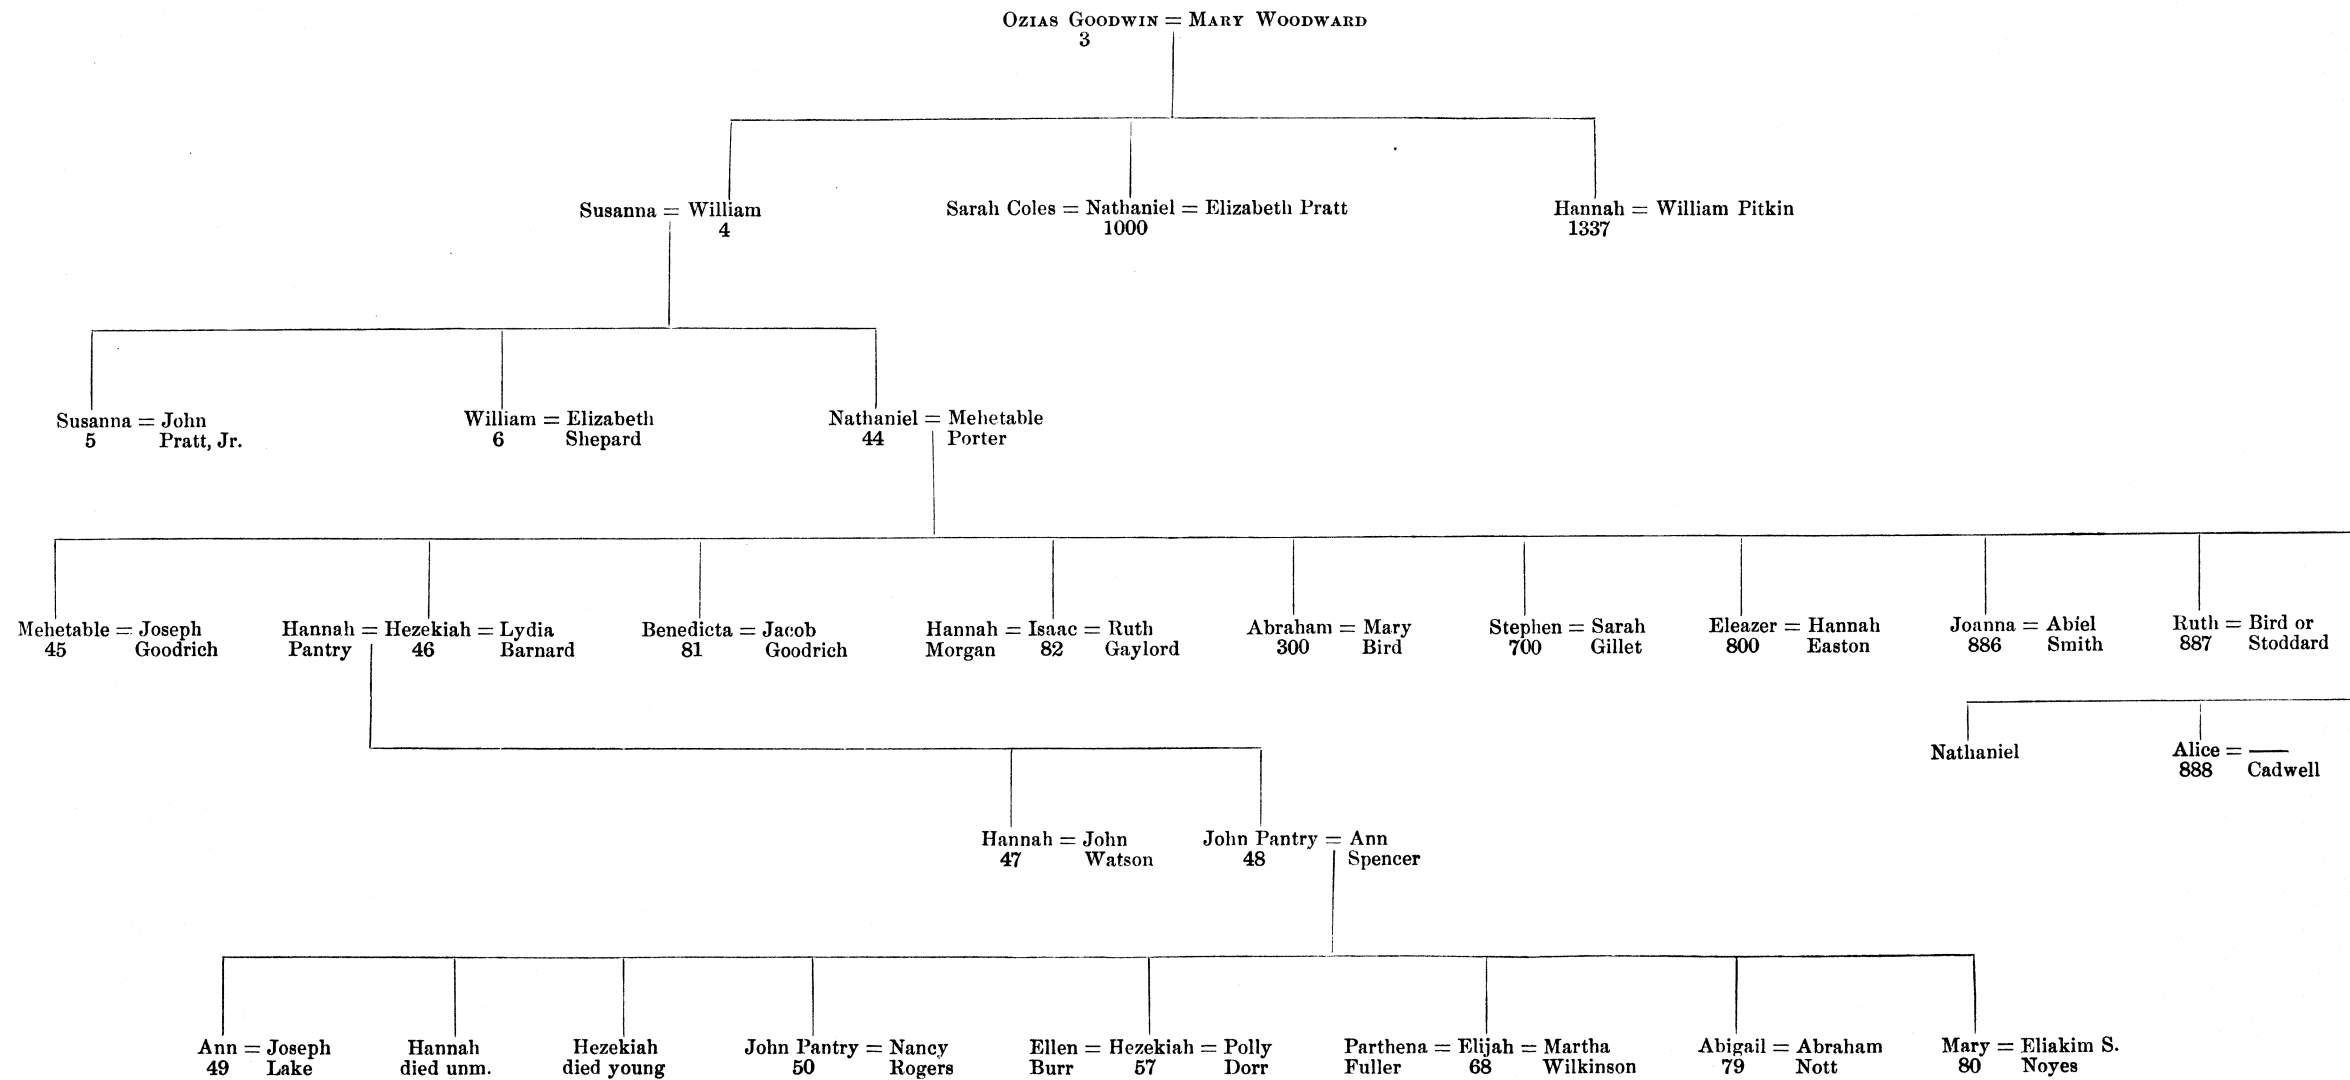 OZIAS GOODWIN = MARY WOODWARD
3
Susanna = William
4
Sarah Coles = Nathaniel = Elizabeth Pratt
1000
Hannah = William Pitkin
1337
Susanna = John
5 Pratt, Jr.
William = Elizabeth
6 Shepard
Nathaniel = Mehetable
44 Porter
Mehetable = Joseph
45 Goodrich
Hannah = Hezekiah = Lydia
Pantry 46 Barnard
Benedicta = Jacob
81 Goodrich
Hannah = Isaac = Ruth
Morgan 82 Gaylord
Abraham = Mary
300 Bird
Stephen = Sarah
700 Gillet
Eleazer = Hannah
800 Easton
Joanna = Abiel
886 Smith
Ruth = Bird or
887 Stoddard
Nathaniel
Alice = ——
888 Cadwell
Hannah = John
47 Watson
John Pantry = Ann
48 Spencer
Ann = Joseph
49 Lake
Hannah
died unm.
Hezekiah
died young
John Pantry = Nancy
50 Rogers
Ellen = Hezekiah = Polly
Burr 57 Dorr
Parthena = Elijah = Martha
Fuller 68 Wilkinson
Abigail = Abraham
79 Nott
Mary = Eliakim S.
80 Noyes